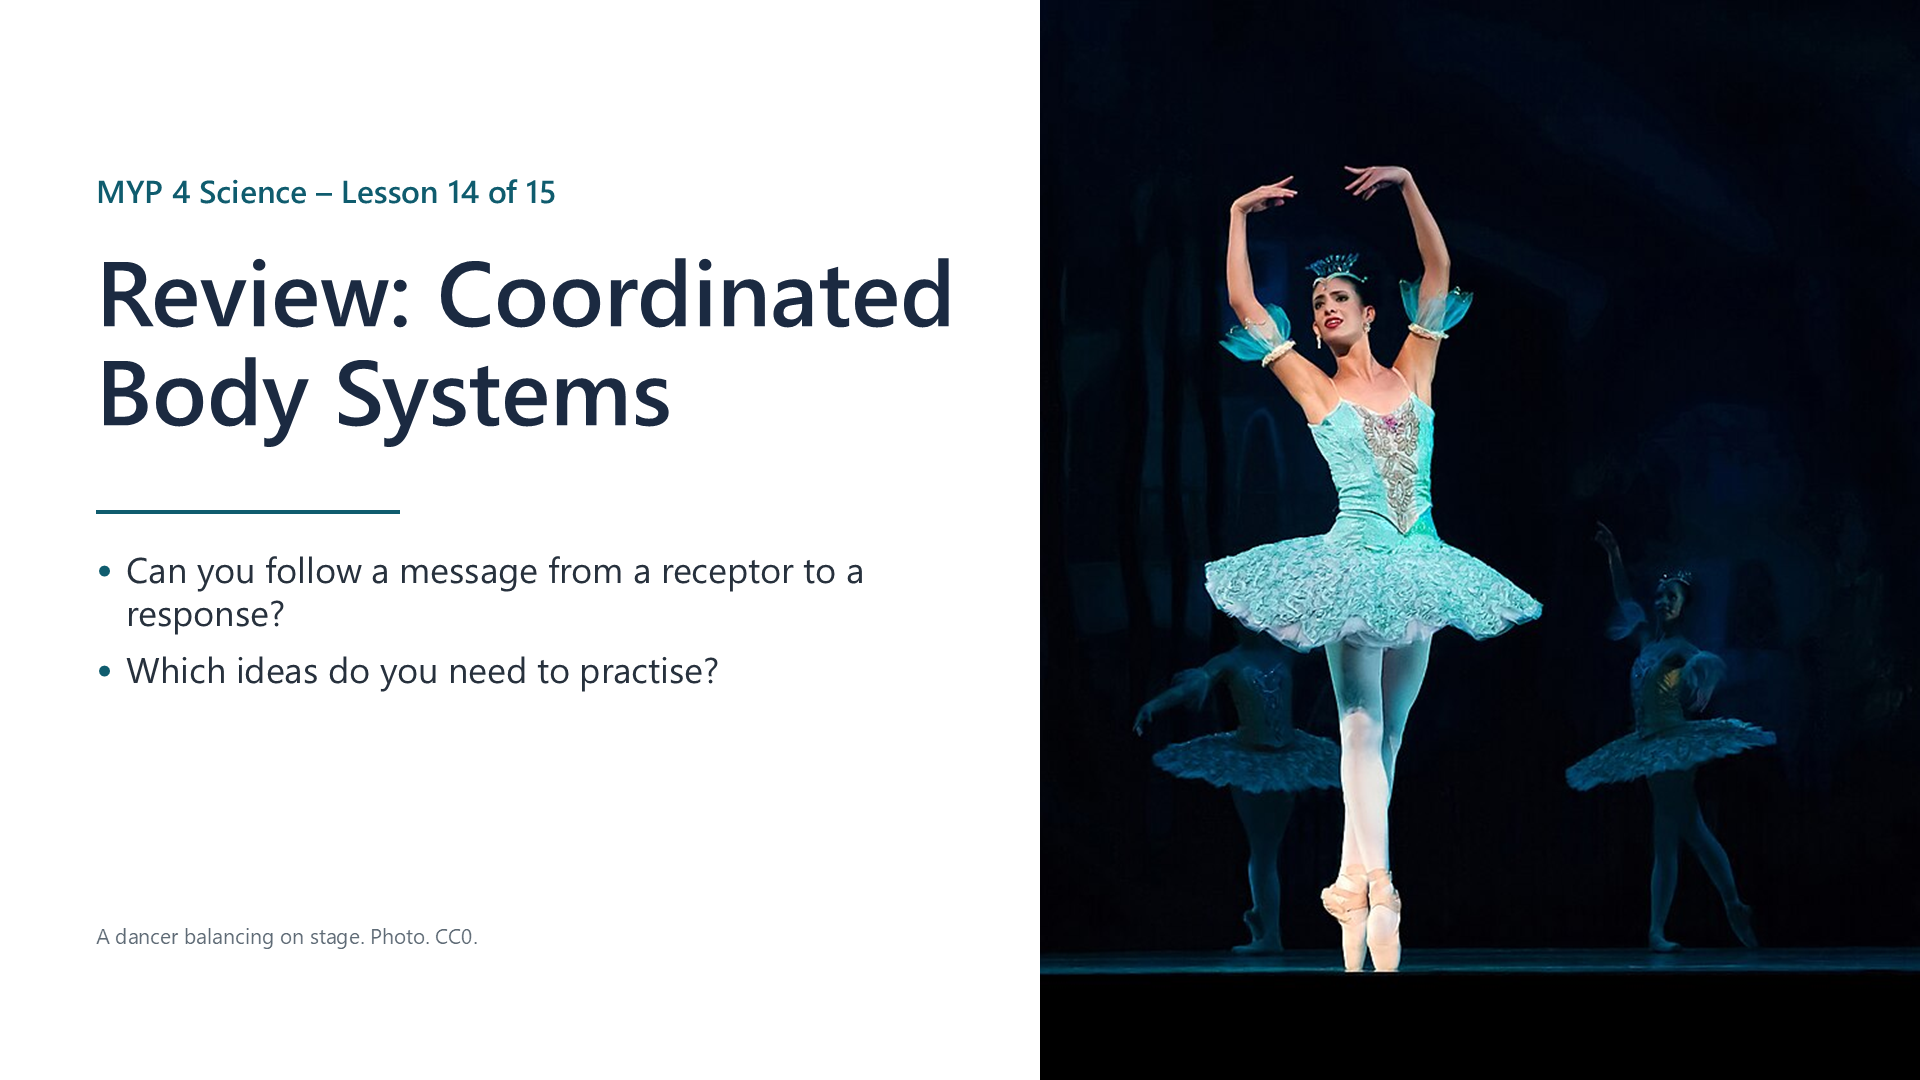 MYP 4 Science – Lesson 14 of 15
Review: Coordinated
Body Systems
• Can you follow a message from a receptor to a
response?
• Which ideas do you need to practise?
A dancer balancing on stage. Photo. CC0.